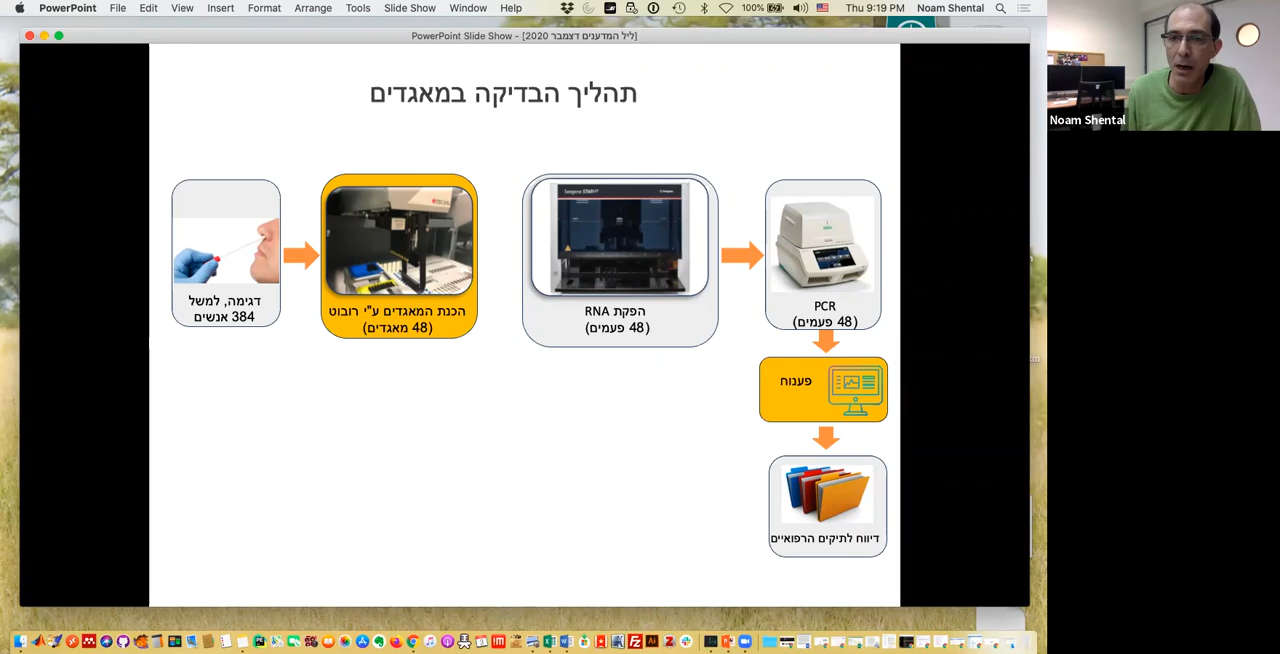 PowerPoint File Edit View Insert Format Arrange Tools Slide Show Window Help 100% Thu 9:19 PM Noam Shental
PowerPoint Slide Show - [ליל המדענים דצמבר 2020]
Noam Shental
תהליך הבדיקה במאגדים
דגימה, למשל
384 אנשים
הכנת המאגדים ע"י רובוט
(48 מאגדים)
Seegene STARlet
הפקת RNA
(48 פעמים)
PCR
(48 פעמים)
פענוח
דיווח לתיקים הרפואיים